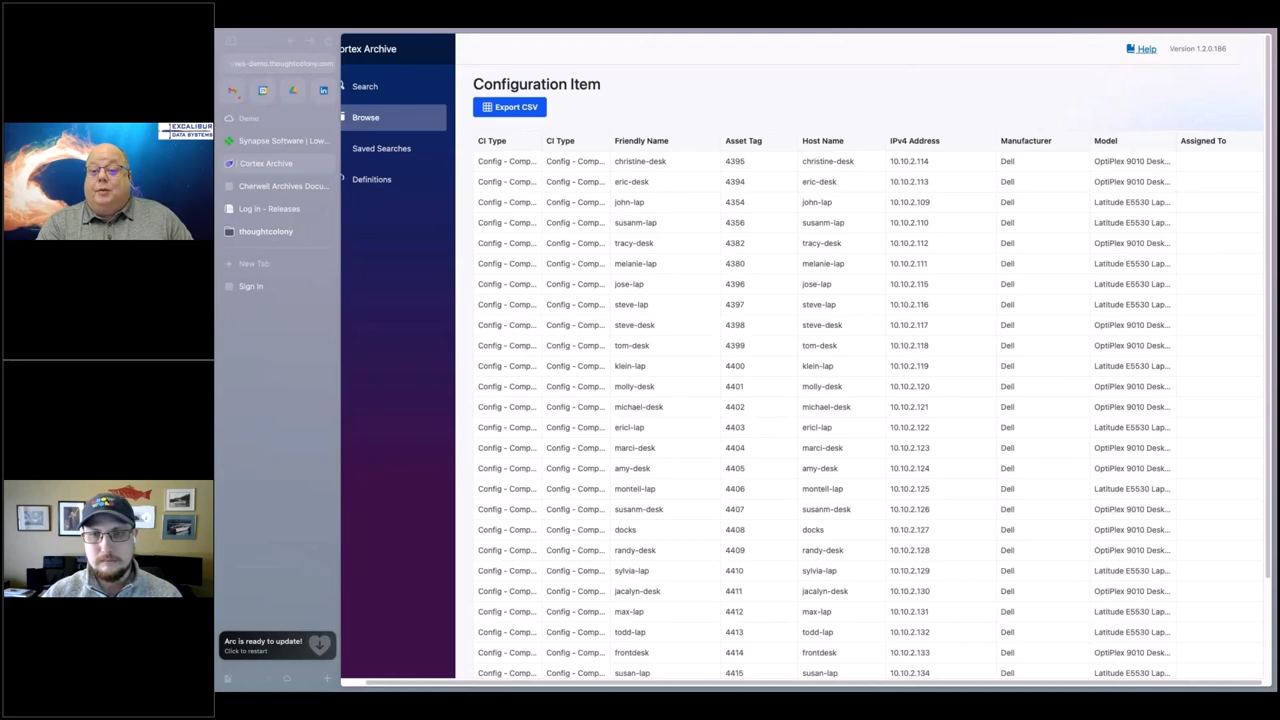 EXCALIBUR
DATA SYSTEMS
-demo.thoughtcolony.com
Demo
Synapse Software | Low...
Cortex Archive
Cherwell Archives Docu...
Log in - Releases
thoughtcolony
New Tab
Sign In
Arc is ready to update!
Click to restart
ortex Archive
Search
Browse
Saved Searches
Definitions
Help Version 1.2.0.186
Configuration Item
Export CSV
CI Type CI Type Friendly Name Asset Tag Host Name IPv4 Address Manufacturer Model Assigned To
Config - Comp... Config - Comp... christine-desk 4395 christine-desk 10.10.2.114 Dell OptiPlex 9010 Desk...
Config - Comp... Config - Comp... eric-desk 4394 eric-desk 10.10.2.113 Dell OptiPlex 9010 Desk...
Config - Comp... Config - Comp... john-lap 4354 john-lap 10.10.2.109 Dell Latitude E5530 Lap...
Config - Comp... Config - Comp... susanm-lap 4356 susanm-lap 10.10.2.110 Dell Latitude E5530 Lap...
Config - Comp... Config - Comp... tracy-desk 4382 tracy-desk 10.10.2.112 Dell OptiPlex 9010 Desk...
Config - Comp... Config - Comp... melanie-lap 4380 melanie-lap 10.10.2.111 Dell Latitude E5530 Lap...
Config - Comp... Config - Comp... jose-lap 4396 jose-lap 10.10.2.115 Dell Latitude E5530 Lap...
Config - Comp... Config - Comp... steve-lap 4397 steve-lap 10.10.2.116 Dell Latitude E5530 Lap...
Config - Comp... Config - Comp... steve-desk 4398 steve-desk 10.10.2.117 Dell OptiPlex 9010 Desk...
Config - Comp... Config - Comp... tom-desk 4399 tom-desk 10.10.2.118 Dell OptiPlex 9010 Desk...
Config - Comp... Config - Comp... klein-lap 4400 klein-lap 10.10.2.119 Dell Latitude E5530 Lap...
Config - Comp... Config - Comp... molly-desk 4401 molly-desk 10.10.2.120 Dell OptiPlex 9010 Desk...
Config - Comp... Config - Comp... michael-desk 4402 michael-desk 10.10.2.121 Dell OptiPlex 9010 Desk...
Config - Comp... Config - Comp... ericl-lap 4403 ericl-lap 10.10.2.122 Dell Latitude E5530 Lap...
Config - Comp... Config - Comp... marci-desk 4404 marci-desk 10.10.2.123 Dell OptiPlex 9010 Desk...
Config - Comp... Config - Comp... amy-desk 4405 amy-desk 10.10.2.124 Dell OptiPlex 9010 Desk...
Config - Comp... Config - Comp... montell-lap 4406 montell-lap 10.10.2.125 Dell Latitude E5530 Lap...
Config - Comp... Config - Comp... susanm-desk 4407 susanm-desk 10.10.2.126 Dell OptiPlex 9010 Desk...
Config - Comp... Config - Comp... docks 4408 docks 10.10.2.127 Dell OptiPlex 9010 Desk...
Config - Comp... Config - Comp... randy-desk 4409 randy-desk 10.10.2.128 Dell OptiPlex 9010 Desk...
Config - Comp... Config - Comp... sylvia-lap 4410 sylvia-lap 10.10.2.129 Dell Latitude E5530 Lap...
Config - Comp... Config - Comp... jacalyn-desk 4411 jacalyn-desk 10.10.2.130 Dell OptiPlex 9010 Desk...
Config - Comp... Config - Comp... max-lap 4412 max-lap 10.10.2.131 Dell Latitude E5530 Lap...
Config - Comp... Config - Comp... todd-lap 4413 todd-lap 10.10.2.132 Dell Latitude E5530 Lap...
Config - Comp... Config - Comp... frontdesk 4414 frontdesk 10.10.2.133 Dell OptiPlex 9010 Desk...
Config - Comp... Config - Comp... susan-lap 4415 susan-lap 10.10.2.134 Dell Latitude E5530 Lap...